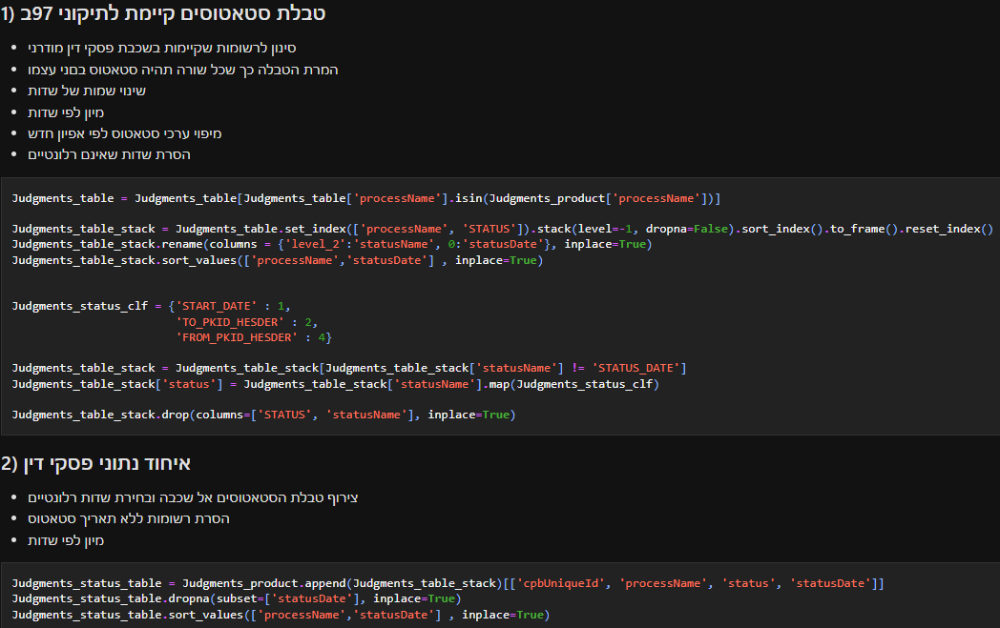 1) טבלת סטאטוסים קיימת לתיקוני 97ב
סינון לרשומות שקיימות בשכבת פסקי דין מודרני
המרת הטבלה כך שכל שורה תהיה סטאטוס בםני עצמו
שינוי שמות של שדות
מיון לפי שדות
מיפוי ערכי סטאטוס לפי אפיון חדש
הסרת שדות שאינם רלונטיים
Judgments_table = Judgments_table[Judgments_table['processName'].isin(Judgments_product['processName'])]
Judgments_table_stack = Judgments_table.set_index(['processName', 'STATUS']).stack(level=-1, dropna=False).sort_index().to_frame().reset_index()
Judgments_table_stack.rename(columns = {'level_2':'statusName', 0:'statusDate'}, inplace=True)
Judgments_table_stack.sort_values(['processName','statusDate'] , inplace=True)
Judgments_status_clf = {'START_DATE' : 1,
'TO_PKID_HESDER' : 2,
'FROM_PKID_HESDER' : 4}
Judgments_table_stack = Judgments_table_stack[Judgments_table_stack['statusName'] != 'STATUS_DATE']
Judgments_table_stack['status'] = Judgments_table_stack['statusName'].map(Judgments_status_clf)
Judgments_table_stack.drop(columns=['STATUS', 'statusName'], inplace=True)
2) איחוד נתוני פסקי דין
צירוף טבלת הסטאטוסים אל שכבה ובחירת שדות רלונטיים
הסרת רשומות ללא תאריך סטאטוס
מיון לפי שדות
Judgments_status_table = Judgments_product.append(Judgments_table_stack)[['cpbUniqueId', 'processName', 'status', 'statusDate']]
Judgments_status_table.dropna(subset=['statusDate'], inplace=True)
Judgments_status_table.sort_values(['processName','statusDate'] , inplace=True)